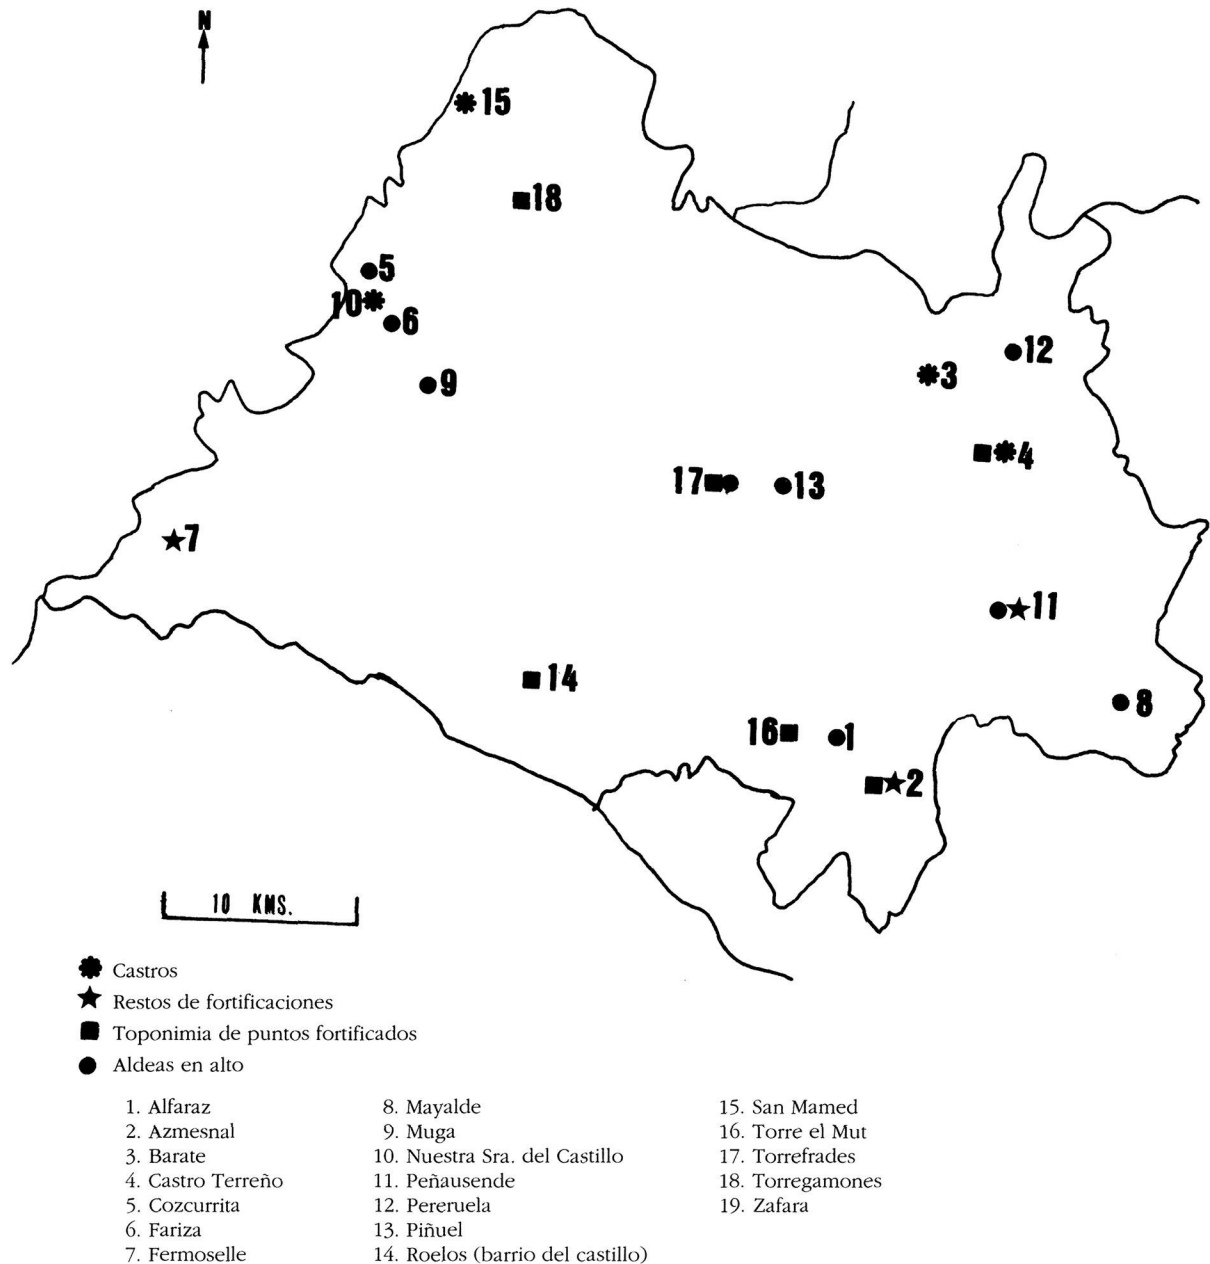 N
15
18
5
10
6
12
3
9
4
17
13
7
11
14
8
16
1
2
10 KMS.
Castros
Restos de fortificaciones
Toponimia de puntos fortificados
Aldeas en alto
1. Alfaraz
2. Azmesnal
3. Barate
4. Castro Terreño
5. Cozcurrita
6. Fariza
7. Fermoselle
8. Mayalde
9. Muga
10. Nuestra Sra. del Castillo
11. Peñausende
12. Pereruela
13. Piñuel
14. Roelos (barrio del castillo)
15. San Mamed
16. Torre el Mut
17. Torrefrades
18. Torregamones
19. Zafara